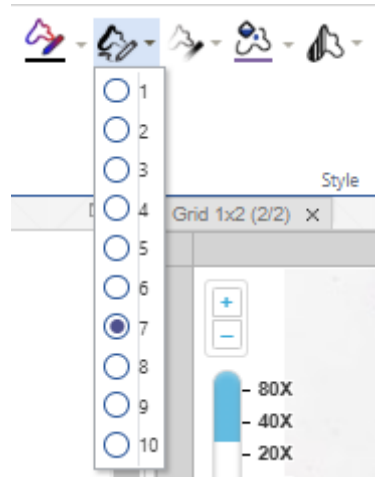 1
2
3
Style
4
Grid 1x2 (2/2) ×
5
6
+
7
–
8
- 80X
9
- 40X
10
- 20X